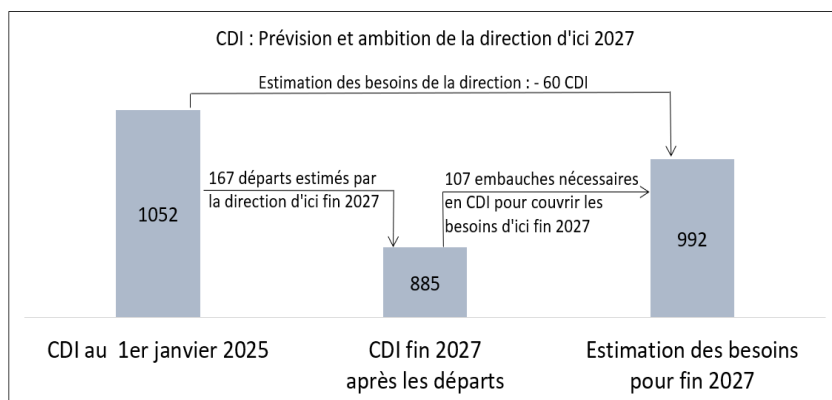 CDI : Prévision et ambition de la direction d'ici 2027
Estimation des besoins de la direction : - 60 CDI
167 départs estimés par
la direction d'ici fin 2027
107 embauches nécessaires
en CDI pour couvrir les
besoins d'ici fin 2027
1052
885
992
CDI au 1er janvier 2025
CDI fin 2027
après les départs
Estimation des besoins
pour fin 2027